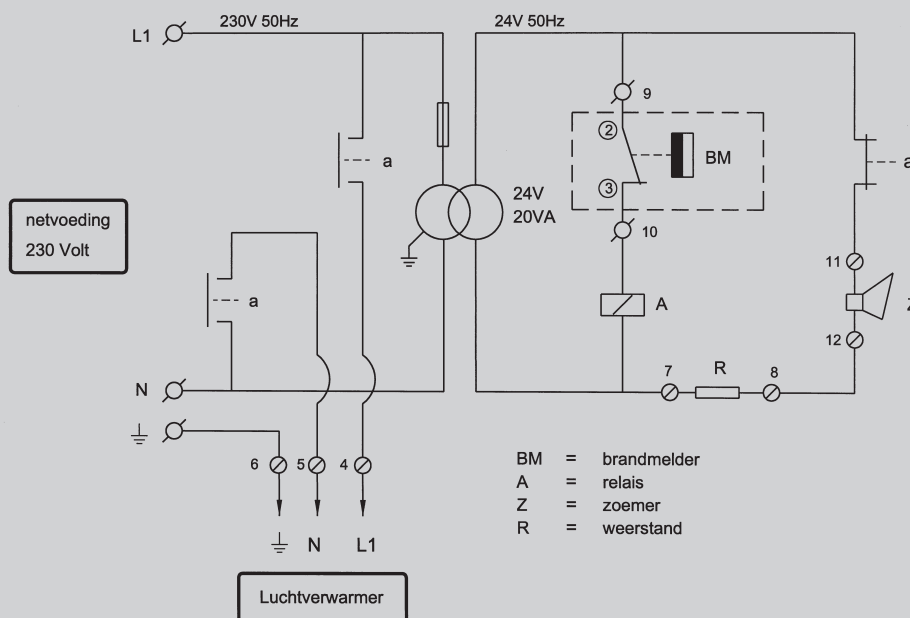 230V 50Hz
24V 50Hz
L1
9
2
BM
a
a
3
24V
20VA
netvoeding
230 Volt
10
11
a
A
Z
12
7
R
8
N
6
5
4
BM = brandmelder
A = relais
Z = zoemer
R = weerstand
N
L1
Luchtverwarmer